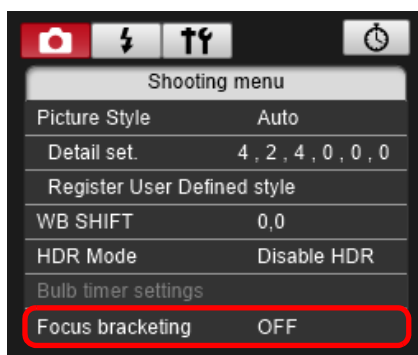 Shooting menu
Picture Style Auto
Detail set. 4 , 2 , 4 , 0 , 0 , 0
Register User Defined style
WB SHIFT 0,0
HDR Mode Disable HDR
Bulb timer settings
Focus bracketing OFF